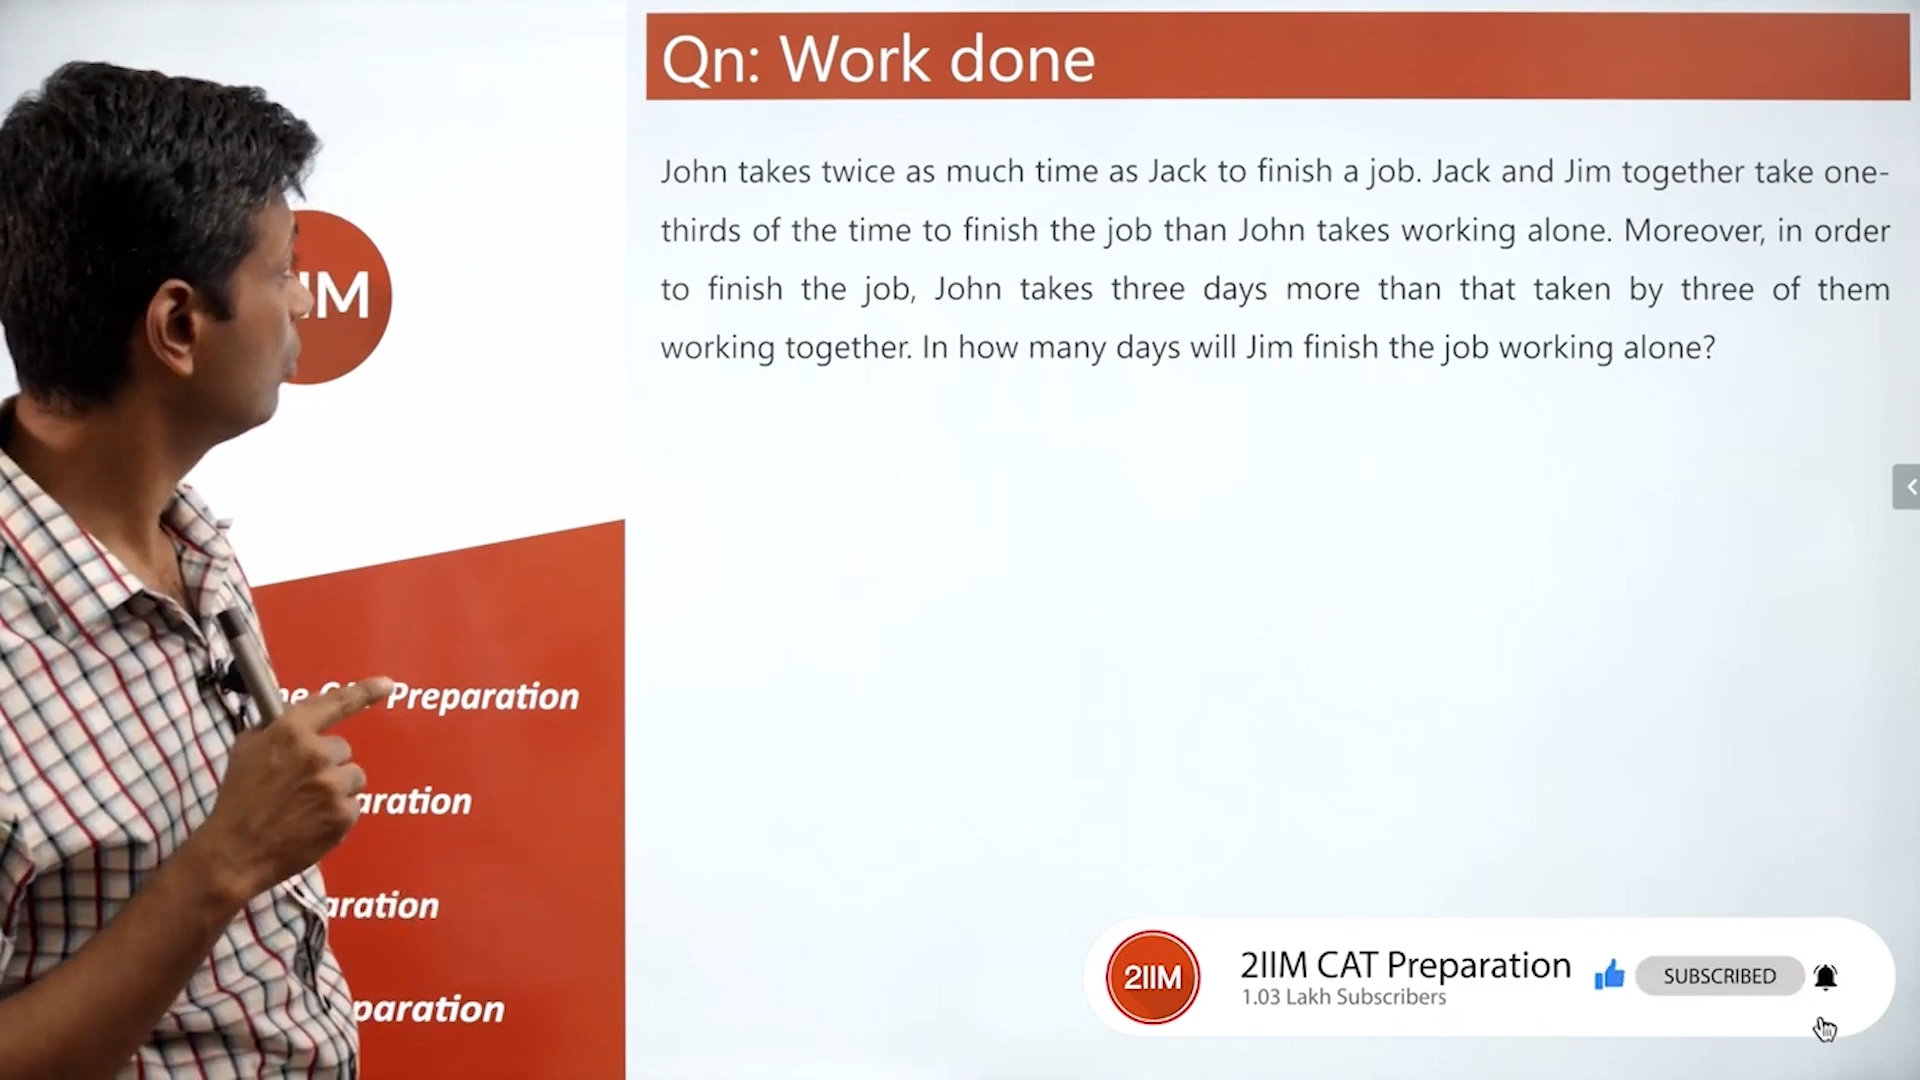 Qn: Work done
John takes twice as much time as Jack to finish a job. Jack and Jim together take one-
thirds of the time to finish the job than John takes working alone. Moreover, in order
to finish the job, John takes three days more than that taken by three of them
working together. In how many days will Jim finish the job working alone?
IM
Preparation
aration
aration
paration
2IIM
2IIM CAT Preparation
1.03 Lakh Subscribers
SUBSCRIBED